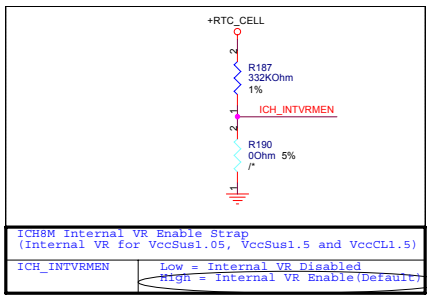 +RTC_CELL
2
R187
332KOhm
1%
1
ICH_INTVRMEN
2
R190
0Ohm 5%
/*
1
ICH8M Internal VR Enable Strap
(Internal VR for VccSus1.05, VccSus1.5 and VccCL1.5)
ICH_INTVRMEN
Low = Internal VR Disabled
High = Internal VR Enable(Default)